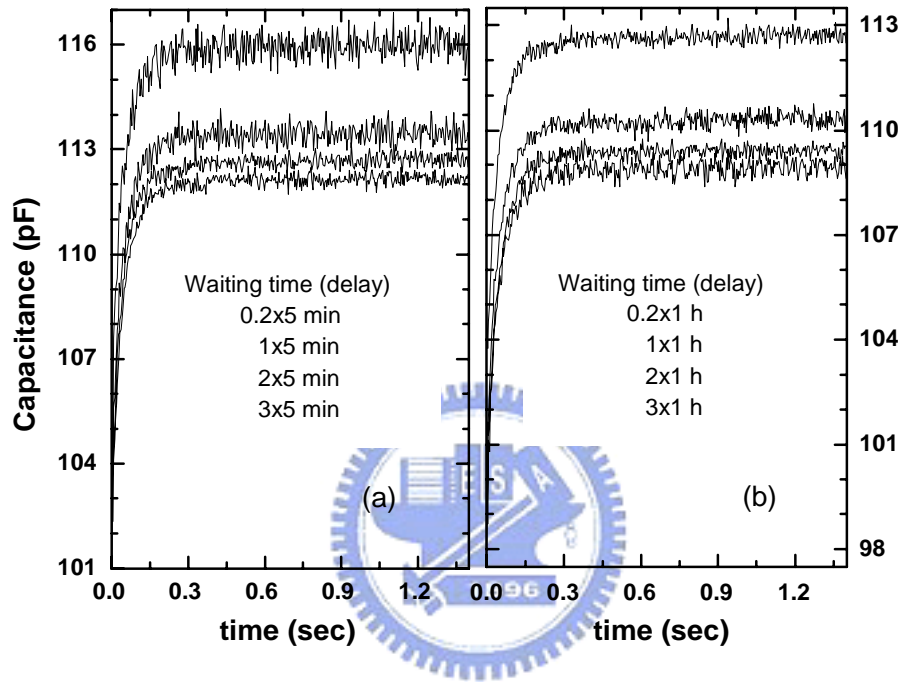 116
113
110
107
104
101
Capacitance (pF)
Waiting time (delay)
0.2x5 min
1x5 min
2x5 min
3x5 min
(a)
0.0 0.3 0.6 0.9 1.2
time (sec)
113
110
107
104
101
98
Waiting time (delay)
0.2x1 h
1x1 h
2x1 h
3x1 h
(b)
0.0 0.3 0.6 0.9 1.2
time (sec)
E S A
96